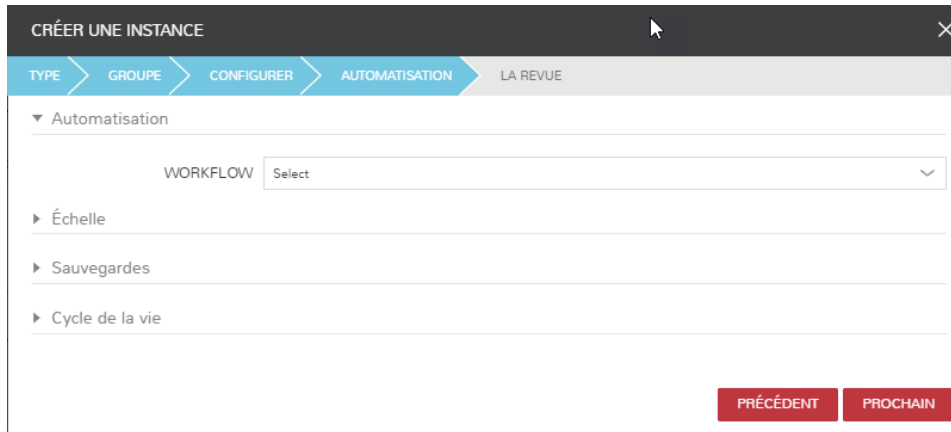 CRÉER UNE INSTANCE
TYPE GROUPE CONFIGURER AUTOMATISATION LA REVUE
Automatisation
WORKFLOW Select
Échelle
Sauvegardes
Cycle de la vie
PRÉCÉDENT PROCHAIN